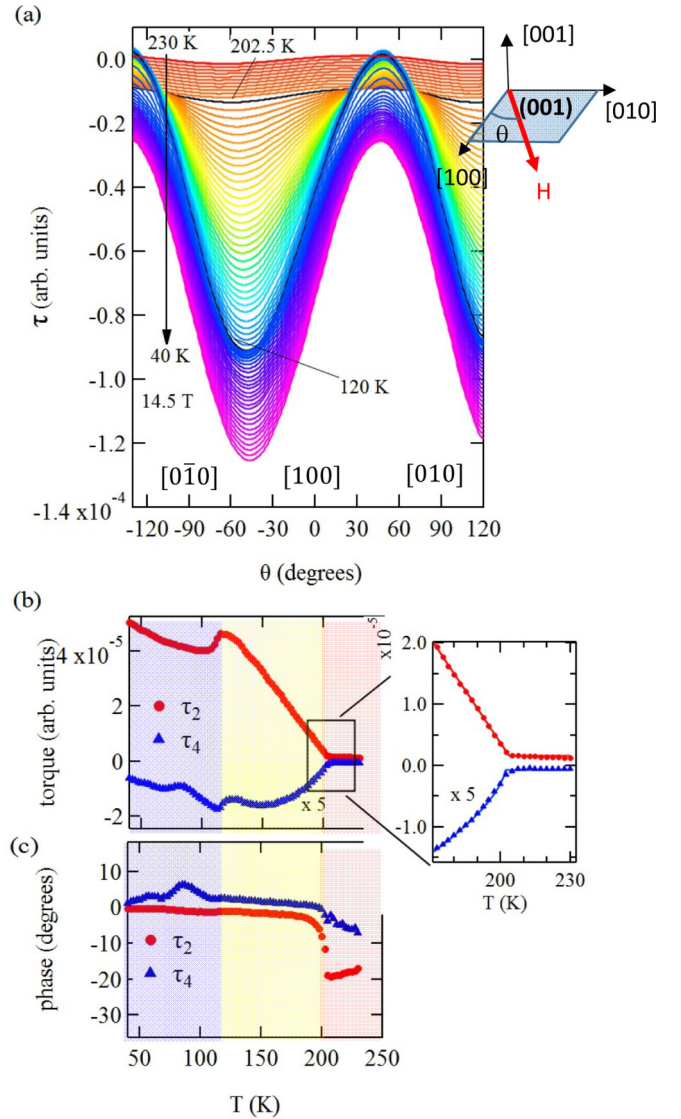 (a)
0.0
-0.2
-0.4
-0.6
-0.8
-1.0
-1.2
-1.4 x10⁻⁴
τ (arb. units)
230 K
202.5 K
40 K
14.5 T
120 K
[01̄0]
[100]
[010]
-120 -90 -60 -30 0 30 60 90 120
θ (degrees)
[001]
(001)
[010]
θ
[100]
H
(b)
4 x10⁻⁵
2
0
-2
torque (arb. units)
τ₂
τ₄
x 5
x10⁻⁵
2.0
1.0
0.0
-1.0
x 5
200 230
T (K)
(c)
10
0
-10
-20
-30
phase (degrees)
τ₂
τ₄
50 100 150 200 250
T (K)